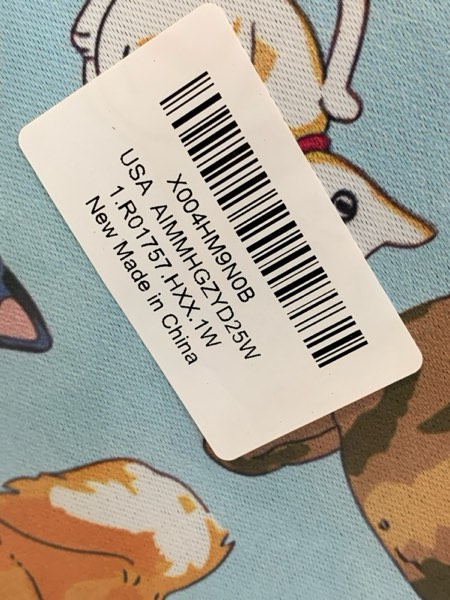 X004HM9N0B
USA AIMMHGZYD25W
1.R01757.HXX.1W
New Made in China